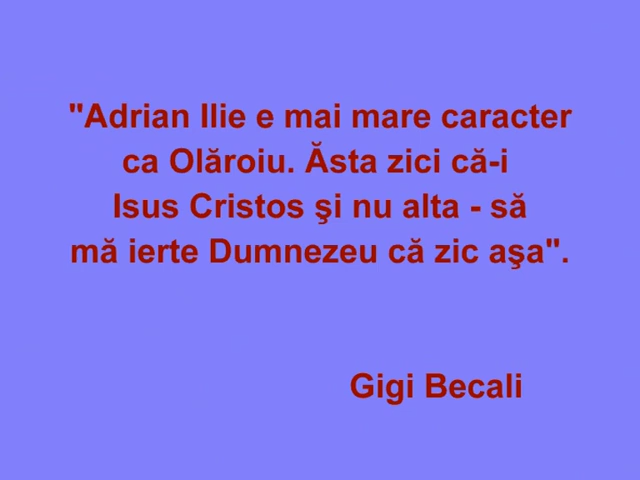 "Adrian Ilie e mai mare caracter
ca Olăroiu. Ăsta zici că-i
Isus Cristos şi nu alta - să
mă ierte Dumnezeu că zic aşa".
Gigi Becali